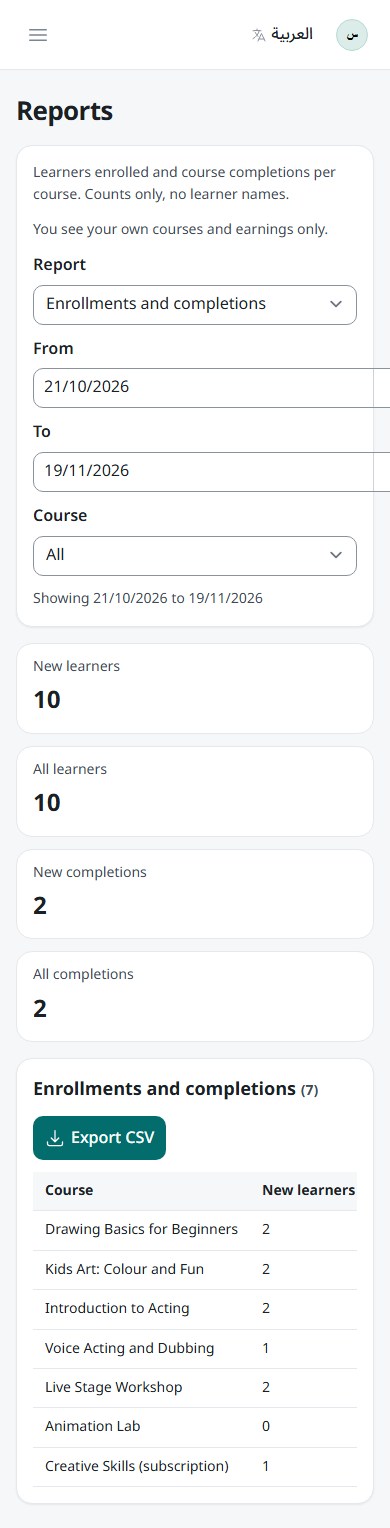 العربية
س
Reports
Learners enrolled and course completions per
course. Counts only, no learner names.
You see your own courses and earnings only.
Report
Enrollments and completions
From
21/10/2026
To
19/11/2026
Course
All
Showing 21/10/2026 to 19/11/2026
New learners
10
All learners
10
New completions
2
All completions
2
Enrollments and completions (7)
Export CSV
Course New learners
Drawing Basics for Beginners 2
Kids Art: Colour and Fun 2
Introduction to Acting 2
Voice Acting and Dubbing 1
Live Stage Workshop 2
Animation Lab 0
Creative Skills (subscription) 1